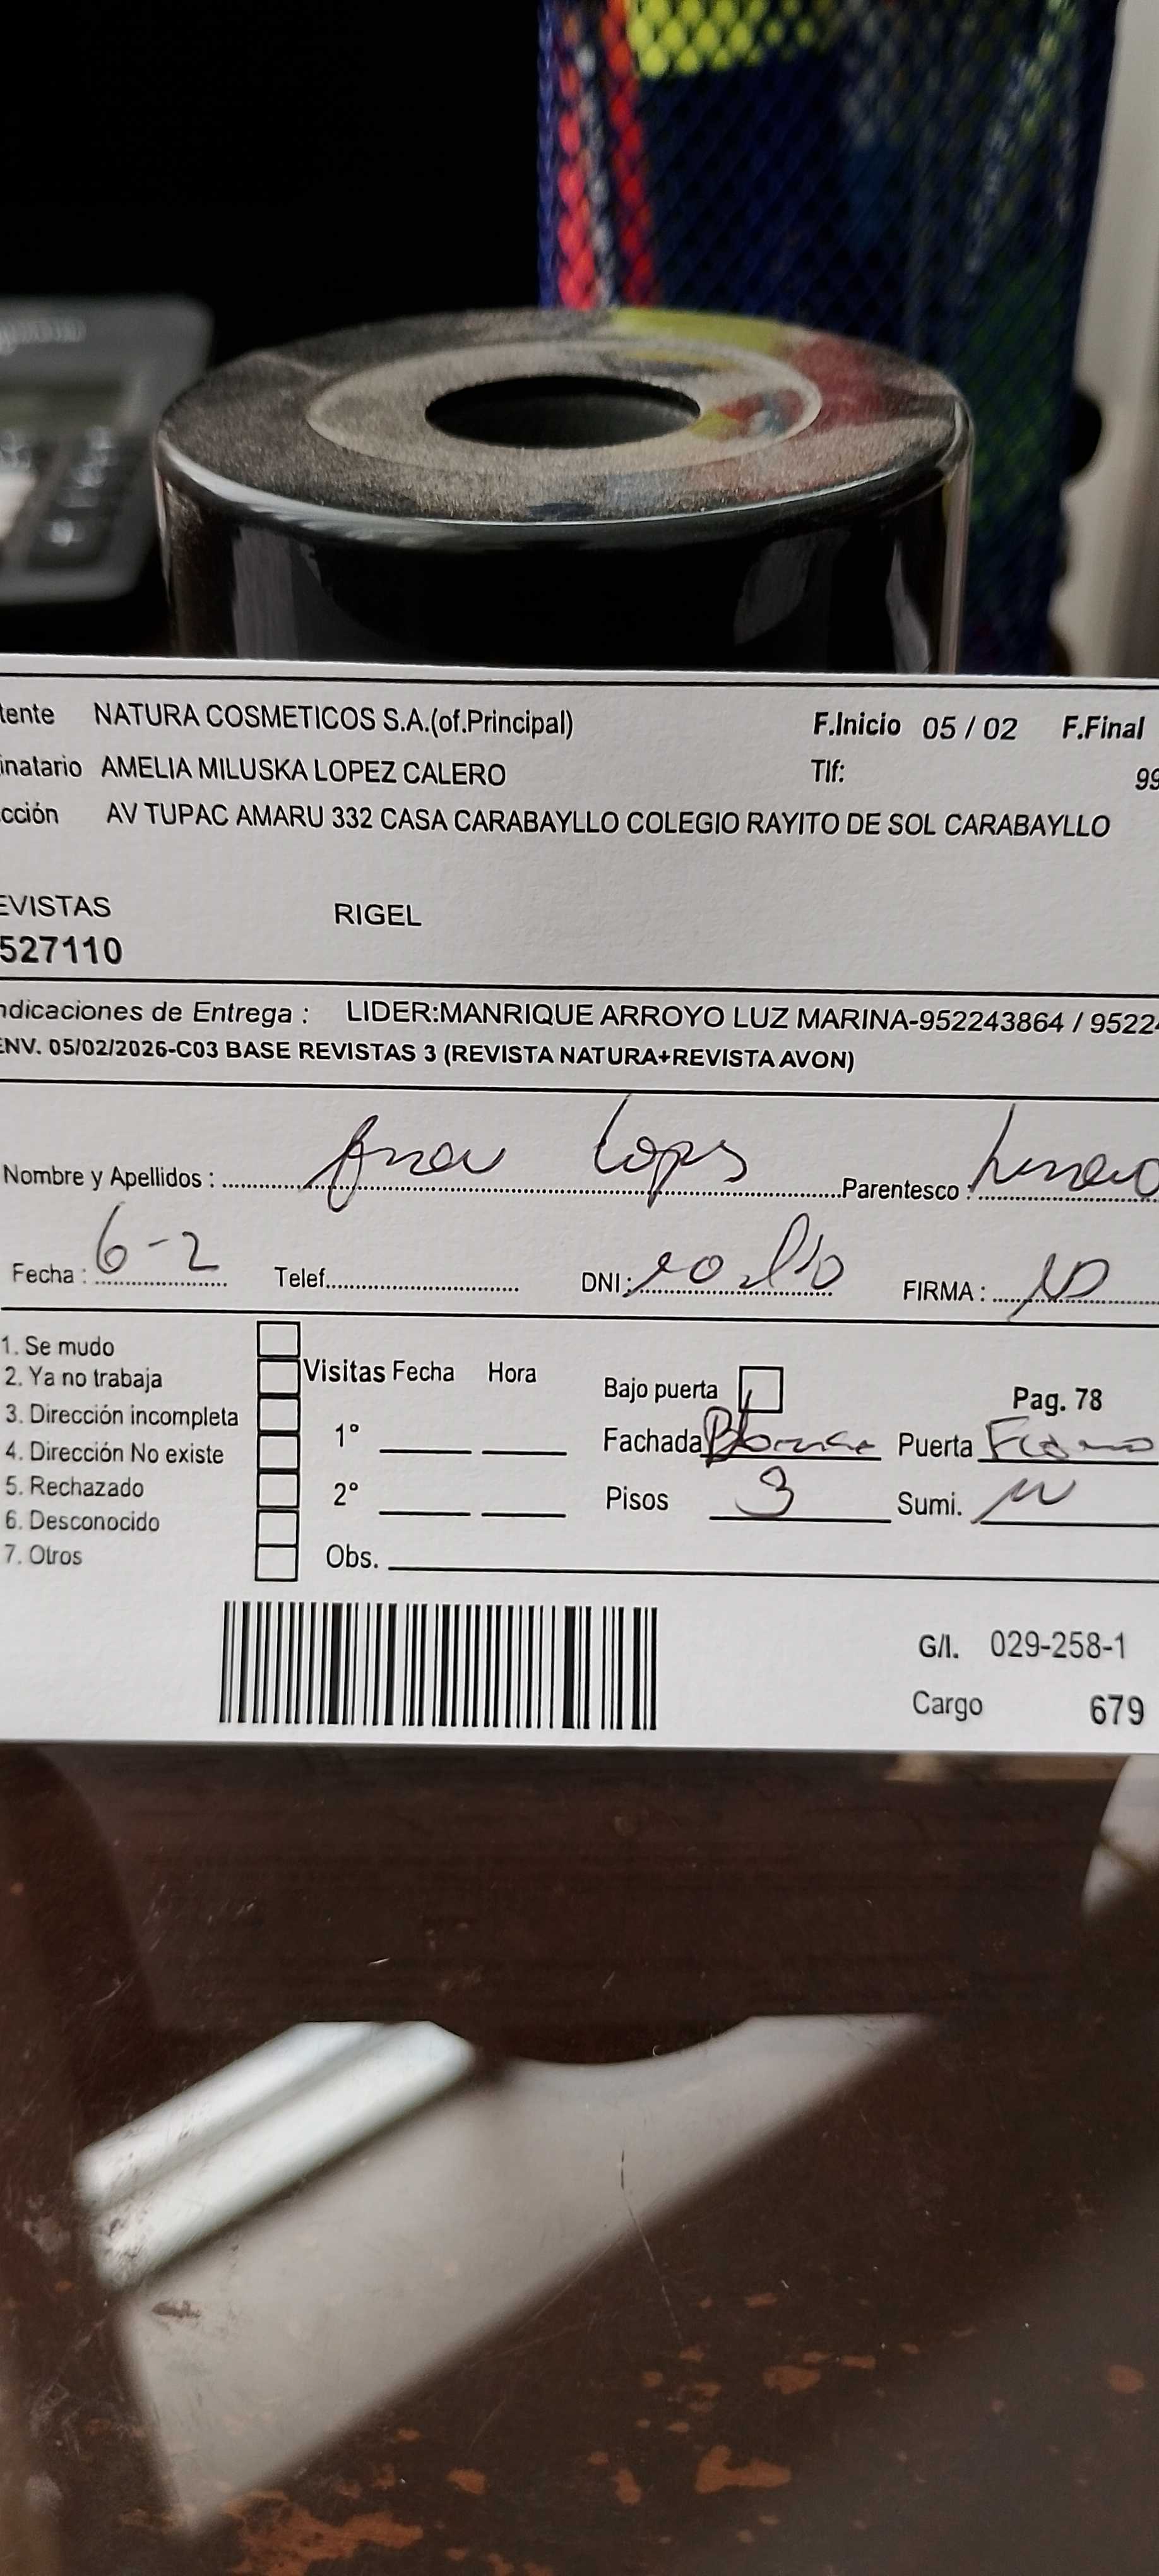 tente NATURA COSMETICOS S.A.(of.Principal) F.Inicio 05 / 02 F.Final
inatario AMELIA MILUSKA LOPEZ CALERO Tlf: 99
cción AV TUPAC AMARU 332 CASA CARABAYLLO COLEGIO RAYITO DE SOL CARABAYLLO
EVISTAS RIGEL
527110
ndicaciones de Entrega : LIDER:MANRIQUE ARROYO LUZ MARINA-952243864 / 9522
ENV. 05/02/2026-C03 BASE REVISTAS 3 (REVISTA NATURA+REVISTA AVON)
Nombre y Apellidos : Parentesco :
Fecha : 6-2 Telef. DNI : FIRMA :
1. Se mudo
2. Ya no trabaja Visitas Fecha Hora Bajo puerta Pag. 78
3. Dirección incompleta 1° Fachada Puerta
4. Dirección No existe
5. Rechazado 2° Pisos 3 Sumi.
6. Desconocido
7. Otros Obs.
G/I. 029-258-1
Cargo 679